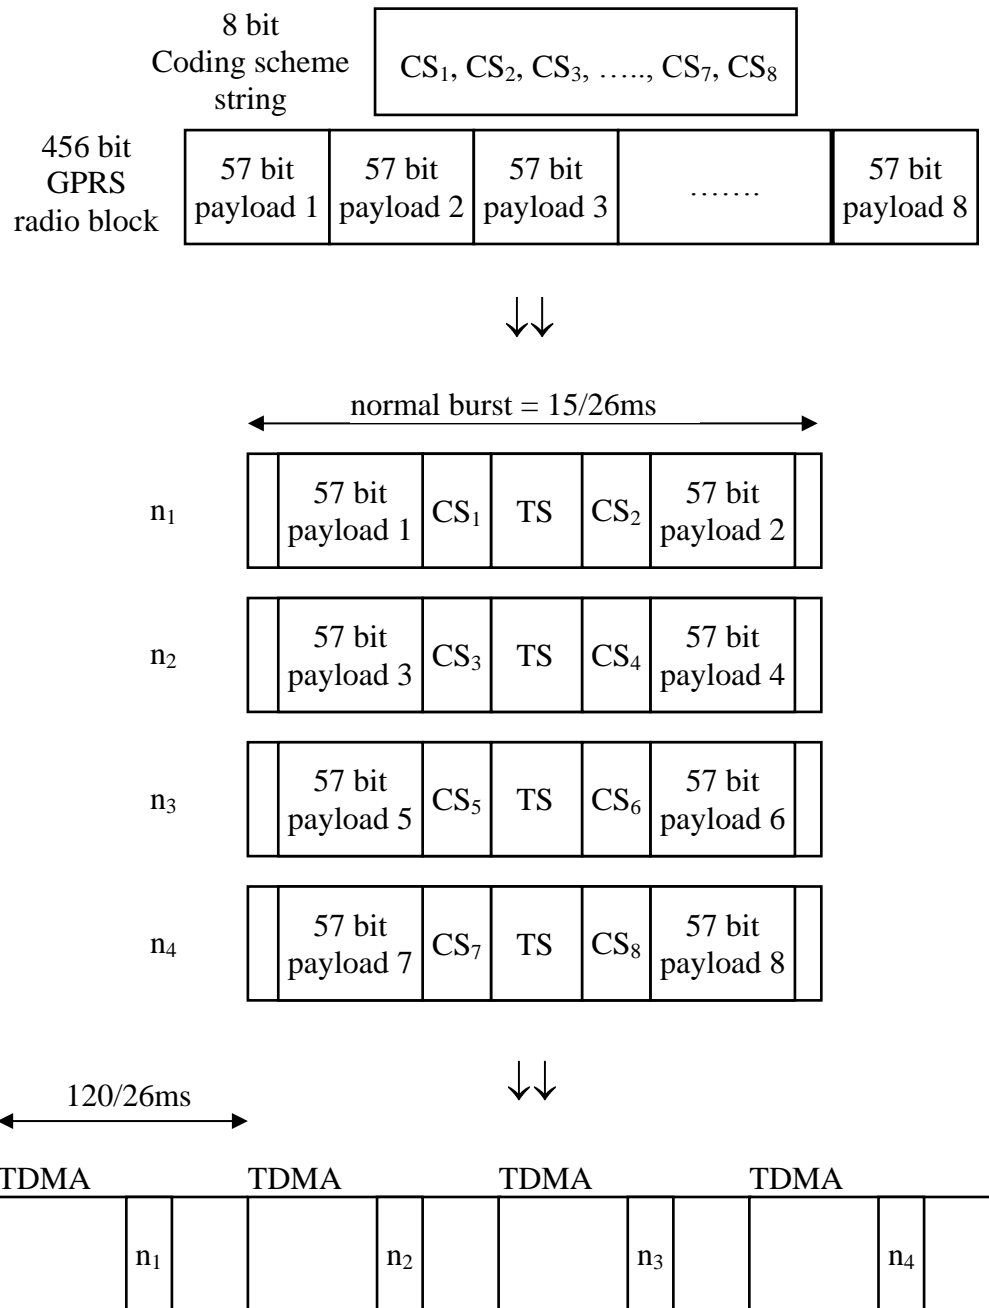 8 bit
Coding scheme
string
CS₁, CS₂, CS₃, ....., CS₇, CS₈
456 bit
GPRS
radio block
57 bit
payload 1
57 bit
payload 2
57 bit
payload 3
.......
57 bit
payload 8
↓↓
normal burst = 15/26ms
n₁
57 bit
payload 1
CS₁
TS
CS₂
57 bit
payload 2
n₂
57 bit
payload 3
CS₃
TS
CS₄
57 bit
payload 4
n₃
57 bit
payload 5
CS₅
TS
CS₆
57 bit
payload 6
n₄
57 bit
payload 7
CS₇
TS
CS₈
57 bit
payload 8
↓↓
120/26ms
TDMA
TDMA
TDMA
TDMA
n₁
n₂
n₃
n₄